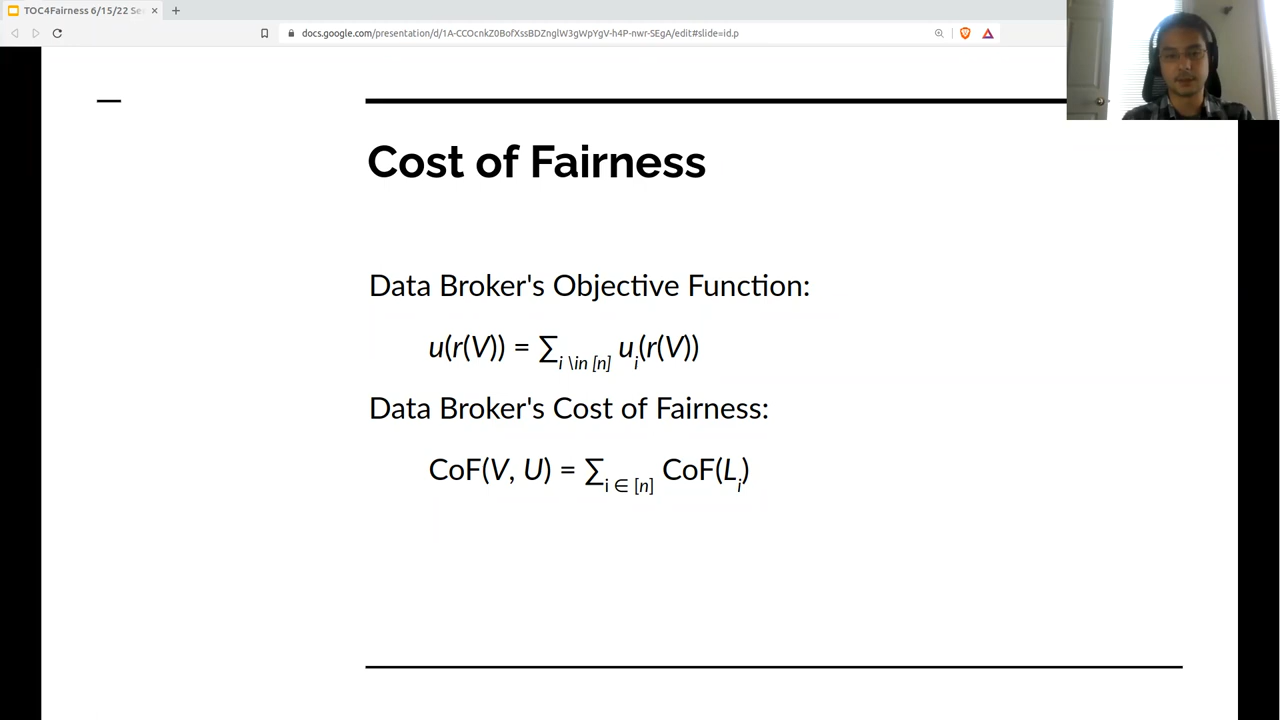 TOC4Fairness 6/15/22 Se
docs.google.com/presentation/d/1A-CCOcnkZ0BofXssBDZnglW3gWpYgV-h4P-nwr-SEgA/edit#slide=id.p
Cost of Fairness
Data Broker's Objective Function:
u(r(V)) = ∑i \in [n] ui(r(V))
Data Broker's Cost of Fairness:
CoF(V, U) = ∑i ∈ [n] CoF(Li)